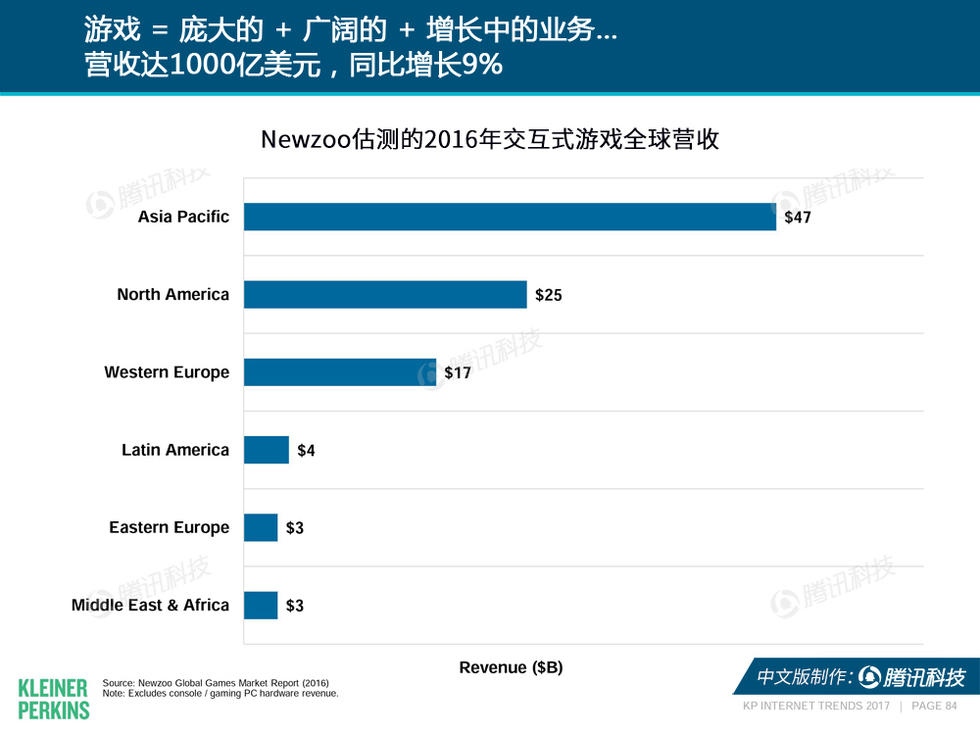 游戏 = 庞大的 + 广阔的 + 增长中的业务...
营收达1000亿美元，同比增长9%
Newzoo估测的2016年交互式游戏全球营收
腾讯科技
腾讯科技
Asia Pacific
$47
North America
$25
Western Europe
$17
腾讯科技
Latin America
$4
Eastern Europe
$3
腾讯科技
腾讯科技
Middle East & Africa
$3
Revenue ($B)
KLEINER
PERKINS
Source: Newzoo Global Games Market Report (2016)
Note: Excludes console / gaming PC hardware revenue.
中文版制作：腾讯科技
KP INTERNET TRENDS 2017 | PAGE 84